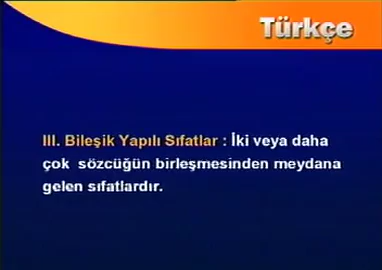 Türkçe
III. Bileşik Yapılı Sıfatlar : İki veya daha
çok sözcüğün birleşmesinden meydana
gelen sıfatlardır.